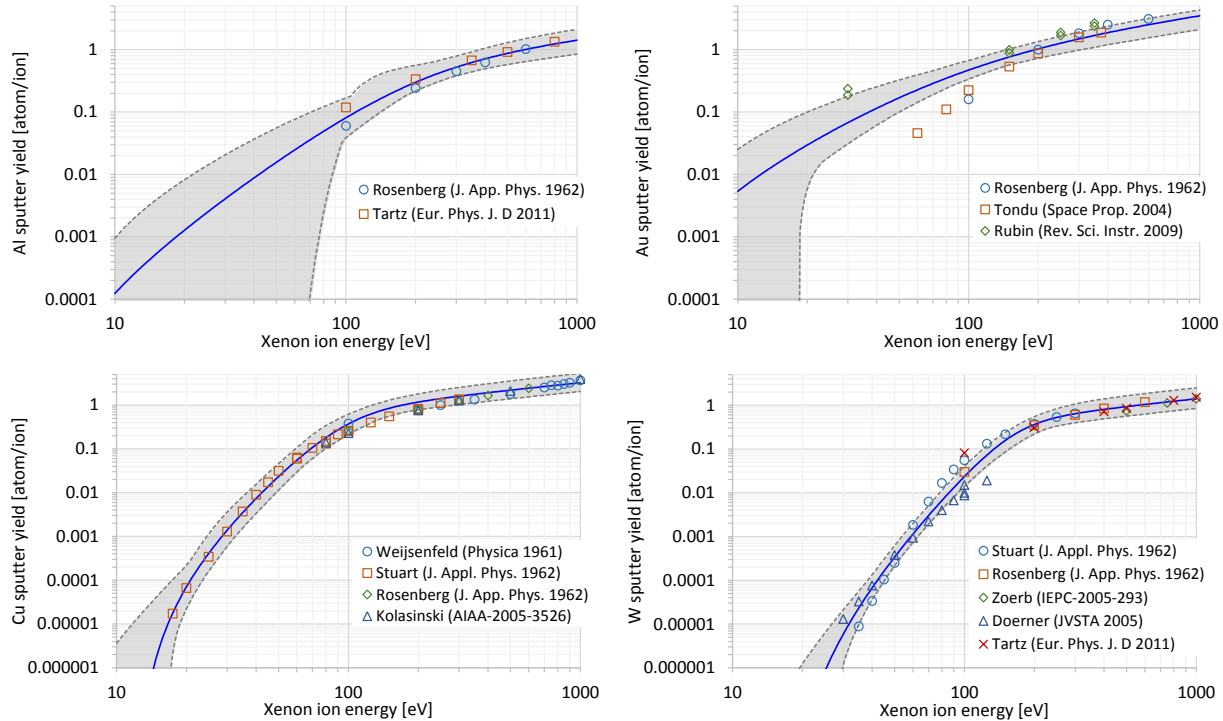 Al sputter yield [atom/ion]
1
0.1
0.01
0.001
0.0001
10
100
1000
Xenon ion energy [eV]
Rosenberg (J. App. Phys. 1962)
Tartz (Eur. Phys. J. D 2011)
Au sputter yield [atom/ion]
1
0.1
0.01
0.001
0.0001
10
100
1000
Xenon ion energy [eV]
Rosenberg (J. App. Phys. 1962)
Tondu (Space Prop. 2004)
Rubin (Rev. Sci. Instr. 2009)
Cu sputter yield [atom/ion]
1
0.1
0.01
0.001
0.0001
0.00001
0.000001
10
100
1000
Xenon ion energy [eV]
Weijsenfeld (Physica 1961)
Stuart (J. Appl. Phys. 1962)
Rosenberg (J. App. Phys. 1962)
Kolasinski (AIAA-2005-3526)
W sputter yield [atom/ion]
1
0.1
0.01
0.001
0.0001
0.00001
0.000001
10
100
1000
Xenon ion energy [eV]
Stuart (J. Appl. Phys. 1962)
Rosenberg (J. App. Phys. 1962)
Zoerb (IEPC-2005-293)
Doerner (JVSTA 2005)
Tartz (Eur. Phys. J. D 2011)